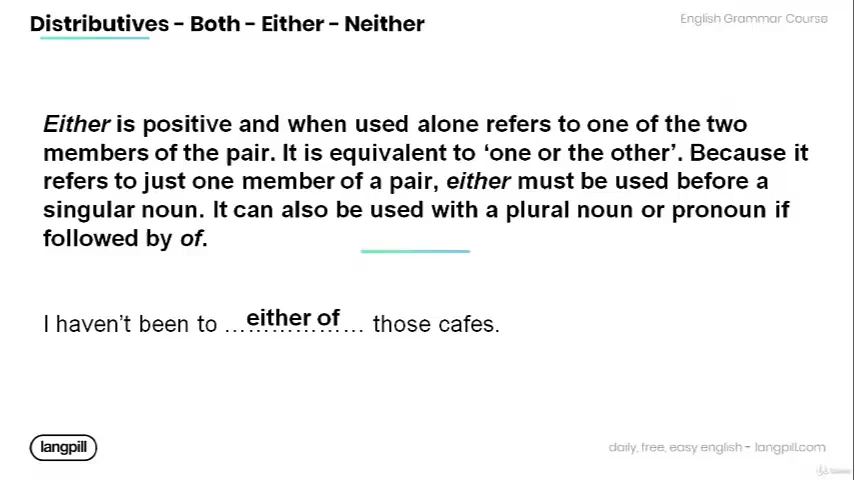 Distributives – Both – Either – Neither
English Grammar Course
Either is positive and when used alone refers to one of the two
members of the pair. It is equivalent to ‘one or the other’. Because it
refers to just one member of a pair, either must be used before a
singular noun. It can also be used with a plural noun or pronoun if
followed by of.
I haven’t been to ...either of... those cafes.
langpill
daily, free, easy english – langpill.com